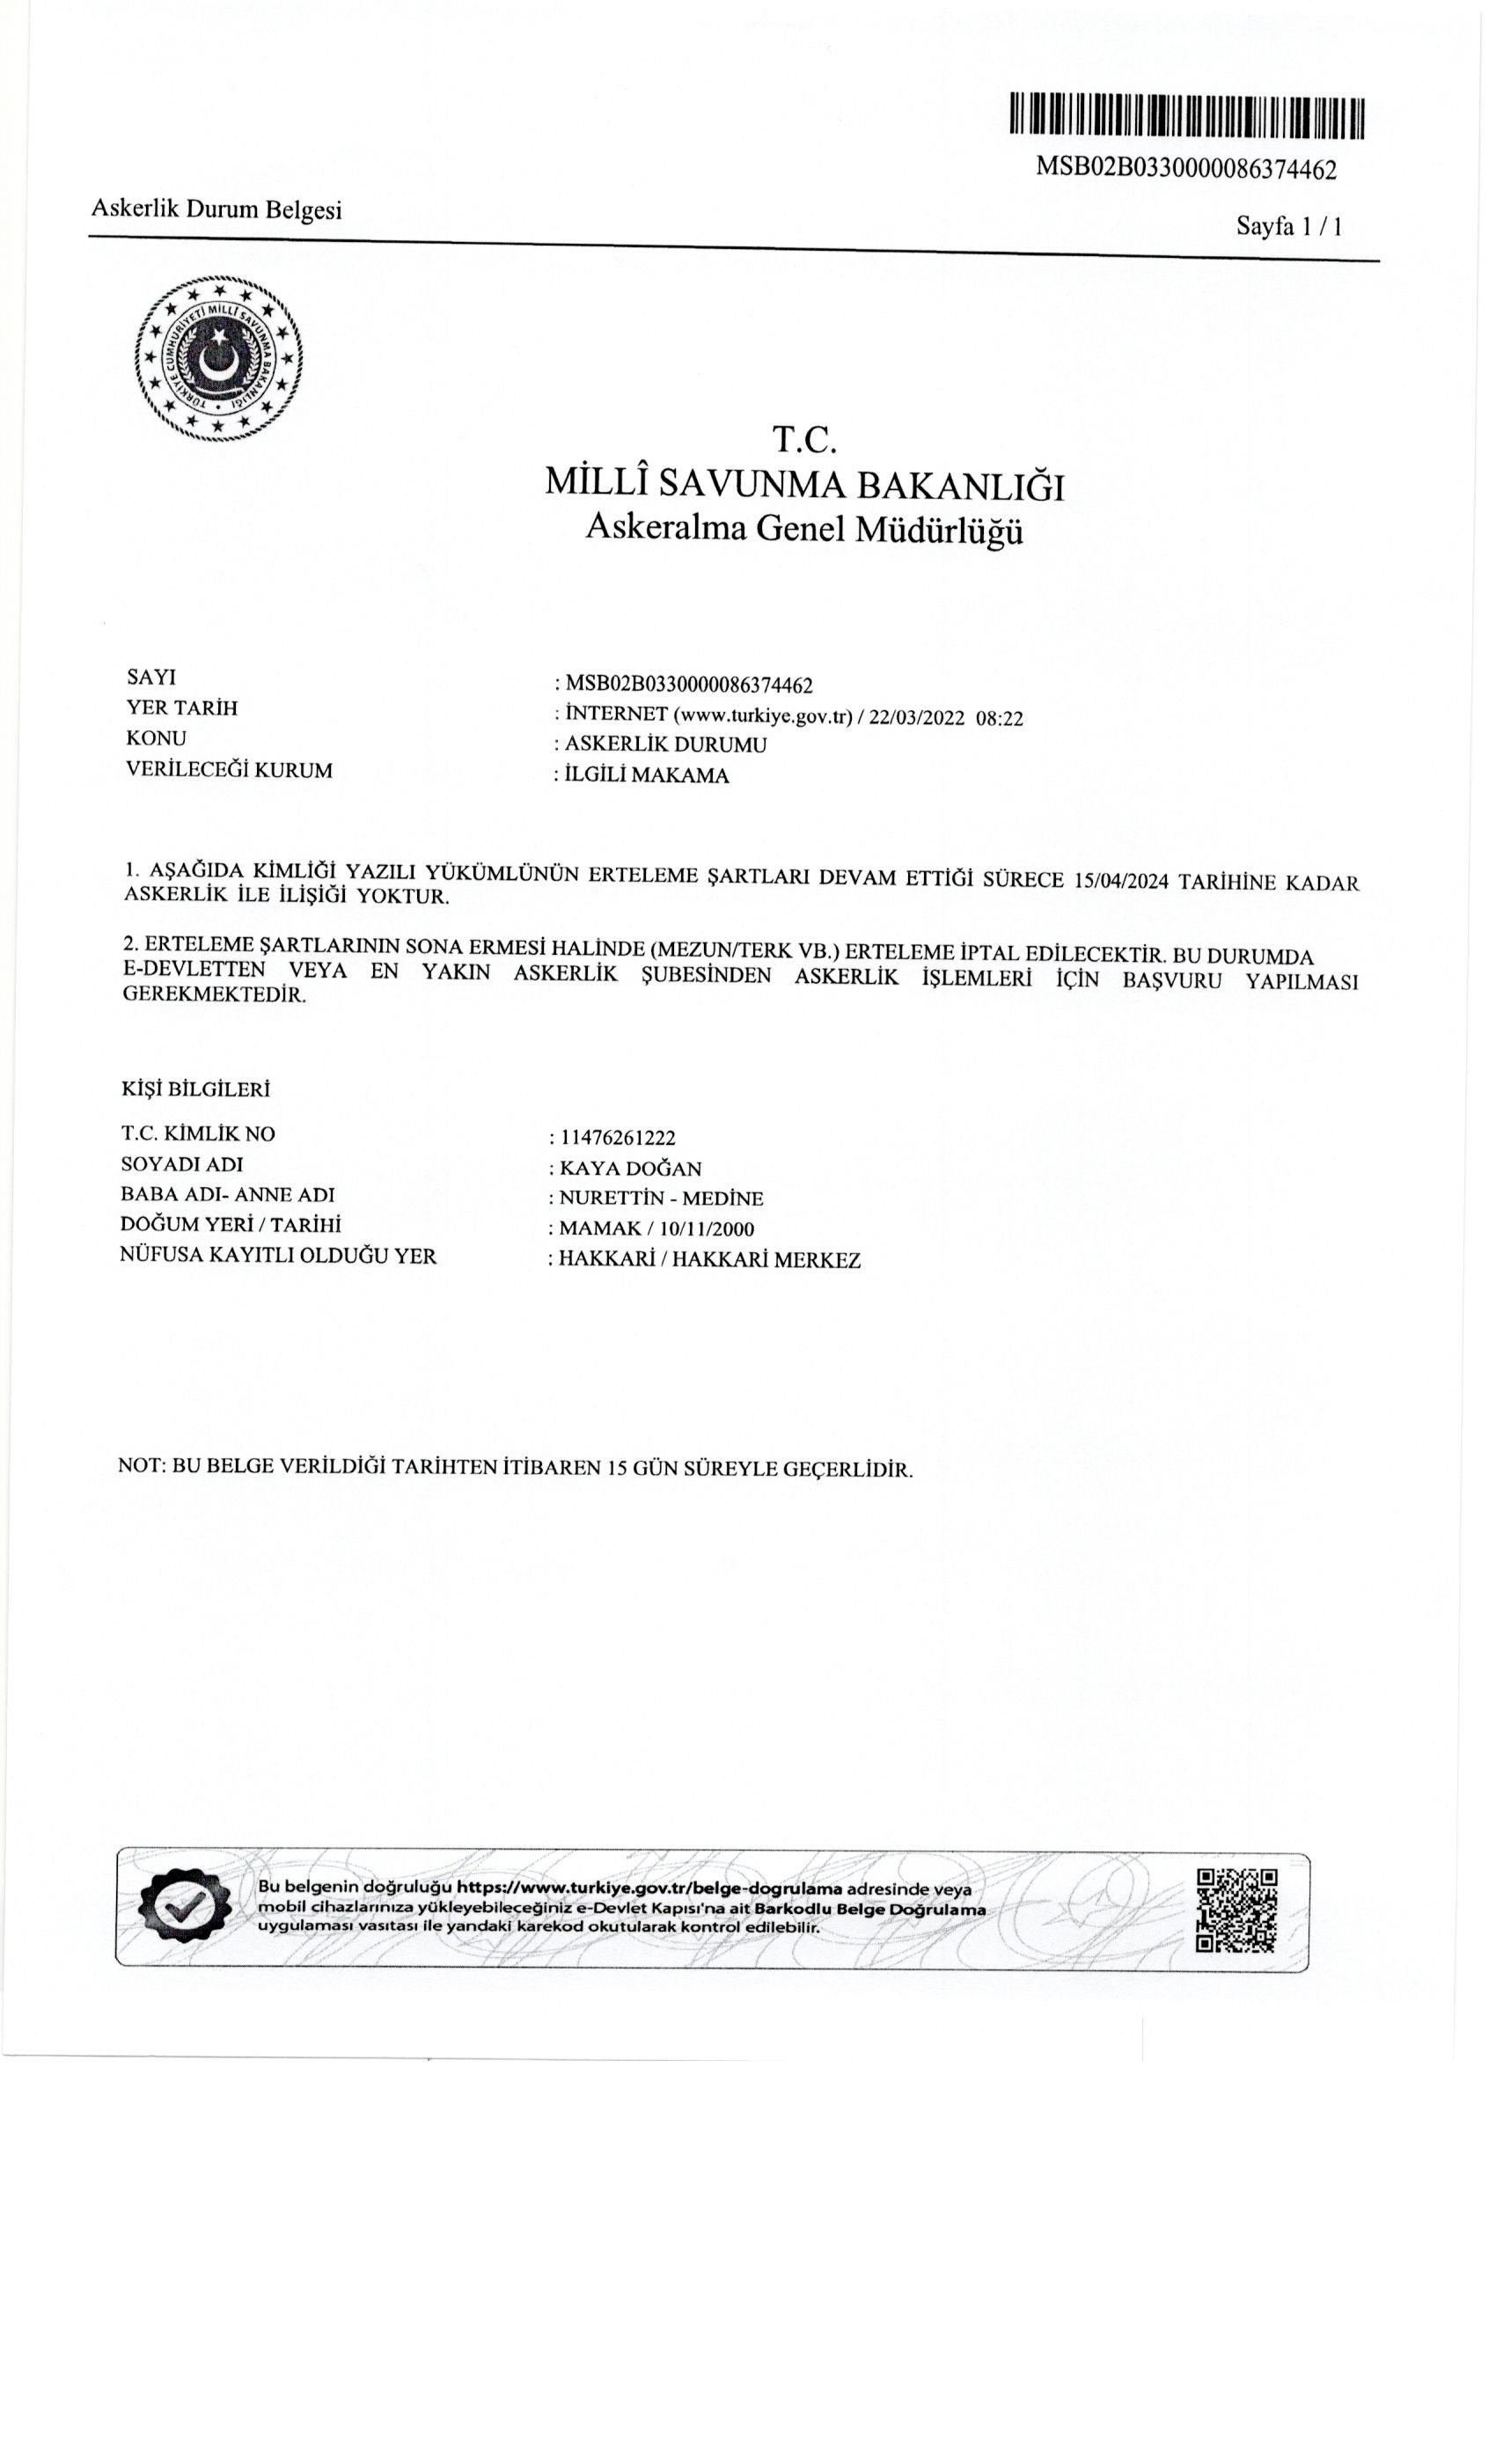 MSB02B0330000086374462
Askerlik Durum Belgesi
Sayfa 1 / 1
TÜRKİYE CUMHURİYETİ MİLLÎ SAVUNMA BAKANLIĞI
T.C.
MİLLÎ SAVUNMA BAKANLIĞI
Askeralma Genel Müdürlüğü
SAYI : MSB02B0330000086374462
YER TARİH : İNTERNET (www.turkiye.gov.tr) / 22/03/2022 08:22
KONU : ASKERLİK DURUMU
VERİLECEĞİ KURUM : İLGİLİ MAKAMA
1. AŞAĞIDA KİMLİĞİ YAZILI YÜKÜMLÜNÜN ERTELEME ŞARTLARI DEVAM ETTİĞİ SÜRECE 15/04/2024 TARİHİNE KADAR
ASKERLİK İLE İLİŞİĞİ YOKTUR.
2. ERTELEME ŞARTLARININ SONA ERMESİ HALİNDE (MEZUN/TERK VB.) ERTELEME İPTAL EDİLECEKTİR. BU DURUMDA
E-DEVLETTEN VEYA EN YAKIN ASKERLİK ŞUBESİNDEN ASKERLİK İŞLEMLERİ İÇİN BAŞVURU YAPILMASI
GEREKMEKTEDİR.
KİŞİ BİLGİLERİ
T.C. KİMLİK NO : 11476261222
SOYADI ADI : KAYA DOĞAN
BABA ADI- ANNE ADI : NURETTİN - MEDİNE
DOĞUM YERİ / TARİHİ : MAMAK / 10/11/2000
NÜFUSA KAYITLI OLDUĞU YER : HAKKARİ / HAKKARİ MERKEZ
NOT: BU BELGE VERİLDİĞİ TARİHTEN İTİBAREN 15 GÜN SÜREYLE GEÇERLİDİR.
Bu belgenin doğruluğu https://www.turkiye.gov.tr/belge-dogrulama adresinde veya
mobil cihazlarınıza yükleyebileceğiniz e-Devlet Kapısı'na ait Barkodlu Belge Doğrulama
uygulaması vasıtası ile yandaki karekod okutularak kontrol edilebilir.